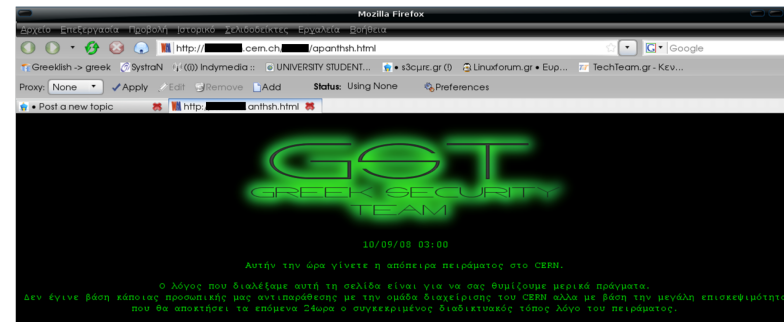 Mozilla Firefox
Αρχείο Επεξεργασία Προβολή Ιστορικό Σελιδοδείκτες Εργαλεία Βοήθεια
http:// .cern.ch/ /apanthsh.html
Google
Greeklish -> greek SystraN ((())) Indymedia :: UNIVERSITY STUDENT... • s3cμrε.gr (!) Linuxforum.gr • Ευρ... TechTeam.gr - Κεν...
Proxy: None Apply Edit Remove Add Status: Using None Preferences
• Post a new topic http:/ anthsh.html
GST
GREEK SECURITY
TEAM
10/09/08 03:00
Αυτήν την ώρα γίνετε η απόπειρα πειράματος στο CERN.
Ο λόγος που διαλέξαμε αυτή τη σελίδα είναι για να σας θυμίζουμε μερικά πράγματα.
Δεν έγινε βάση κάποιας προσωπικής μας αντιπαράθεσης με την ομάδα διαχείρισης του CERN αλλα με βάση την μεγάλη επισκεψιμότητα
που θα αποκτήσει τα επόμενα 24ωρα ο συγκεκριμένος διαδικτυακός τόπος λόγο του πειράματος.